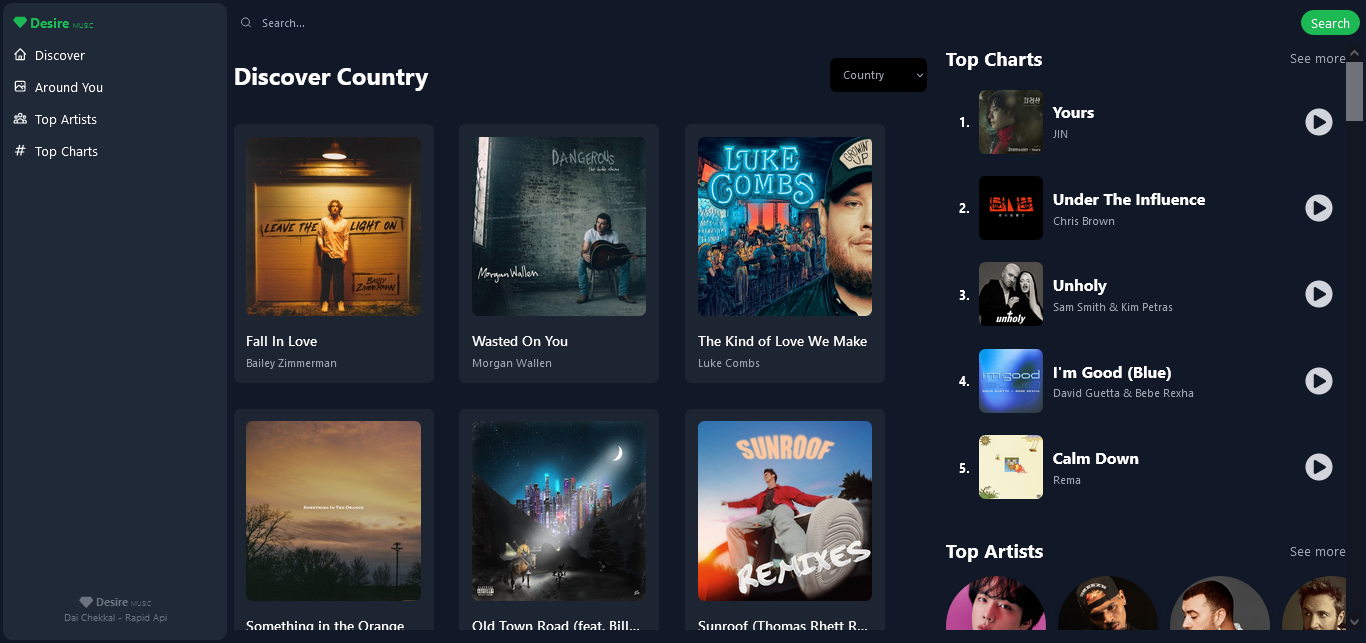 Desire MUSIC
Discover
Around You
Top Artists
Top Charts
Desire MUSIC
Dai Chekkal - Rapid Api
Search...
Search
Discover Country
Country
LEAVE THE LIGHT ON
BAILEY ZIMMERMAN
Fall In Love
Bailey Zimmerman
DANGEROUS
the double album
Morgan Wallen
Wasted On You
Morgan Wallen
LUKE COMBS
GROWIN' UP
The Kind of Love We Make
Luke Combs
SOMETHING IN THE ORANGE
Something in the Orange
Old Town Road (feat. Bill...
SUNROOF
REMIXES
Sunroof (Thomas Rhett R...
Top Charts
See more
1.
Yours
JIN
2.
Under The Influence
Chris Brown
3.
unholy
Unholy
Sam Smith & Kim Petras
4.
i'm good
I'm Good (Blue)
David Guetta & Bebe Rexha
5.
Calm Down
Rema
Top Artists
See more